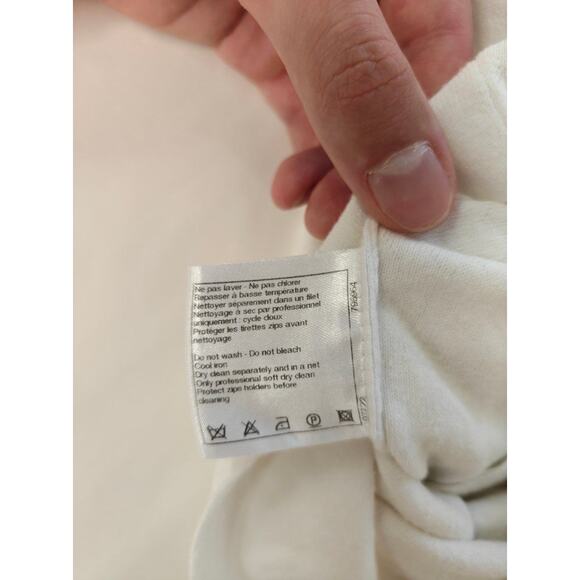 Ne pas laver - Ne pas chlorer
Repasser à basse température
Nettoyer séparement dans un filet
Nettoyage à sec par professionnel
uniquement : cycle doux
Protéger les tirettes zips avant
nettoyage
Do not wash - Do not bleach
Cool iron
Dry clean separately and in a net
Only professional soft dry clean
Protect zips holders before
cleaning
P